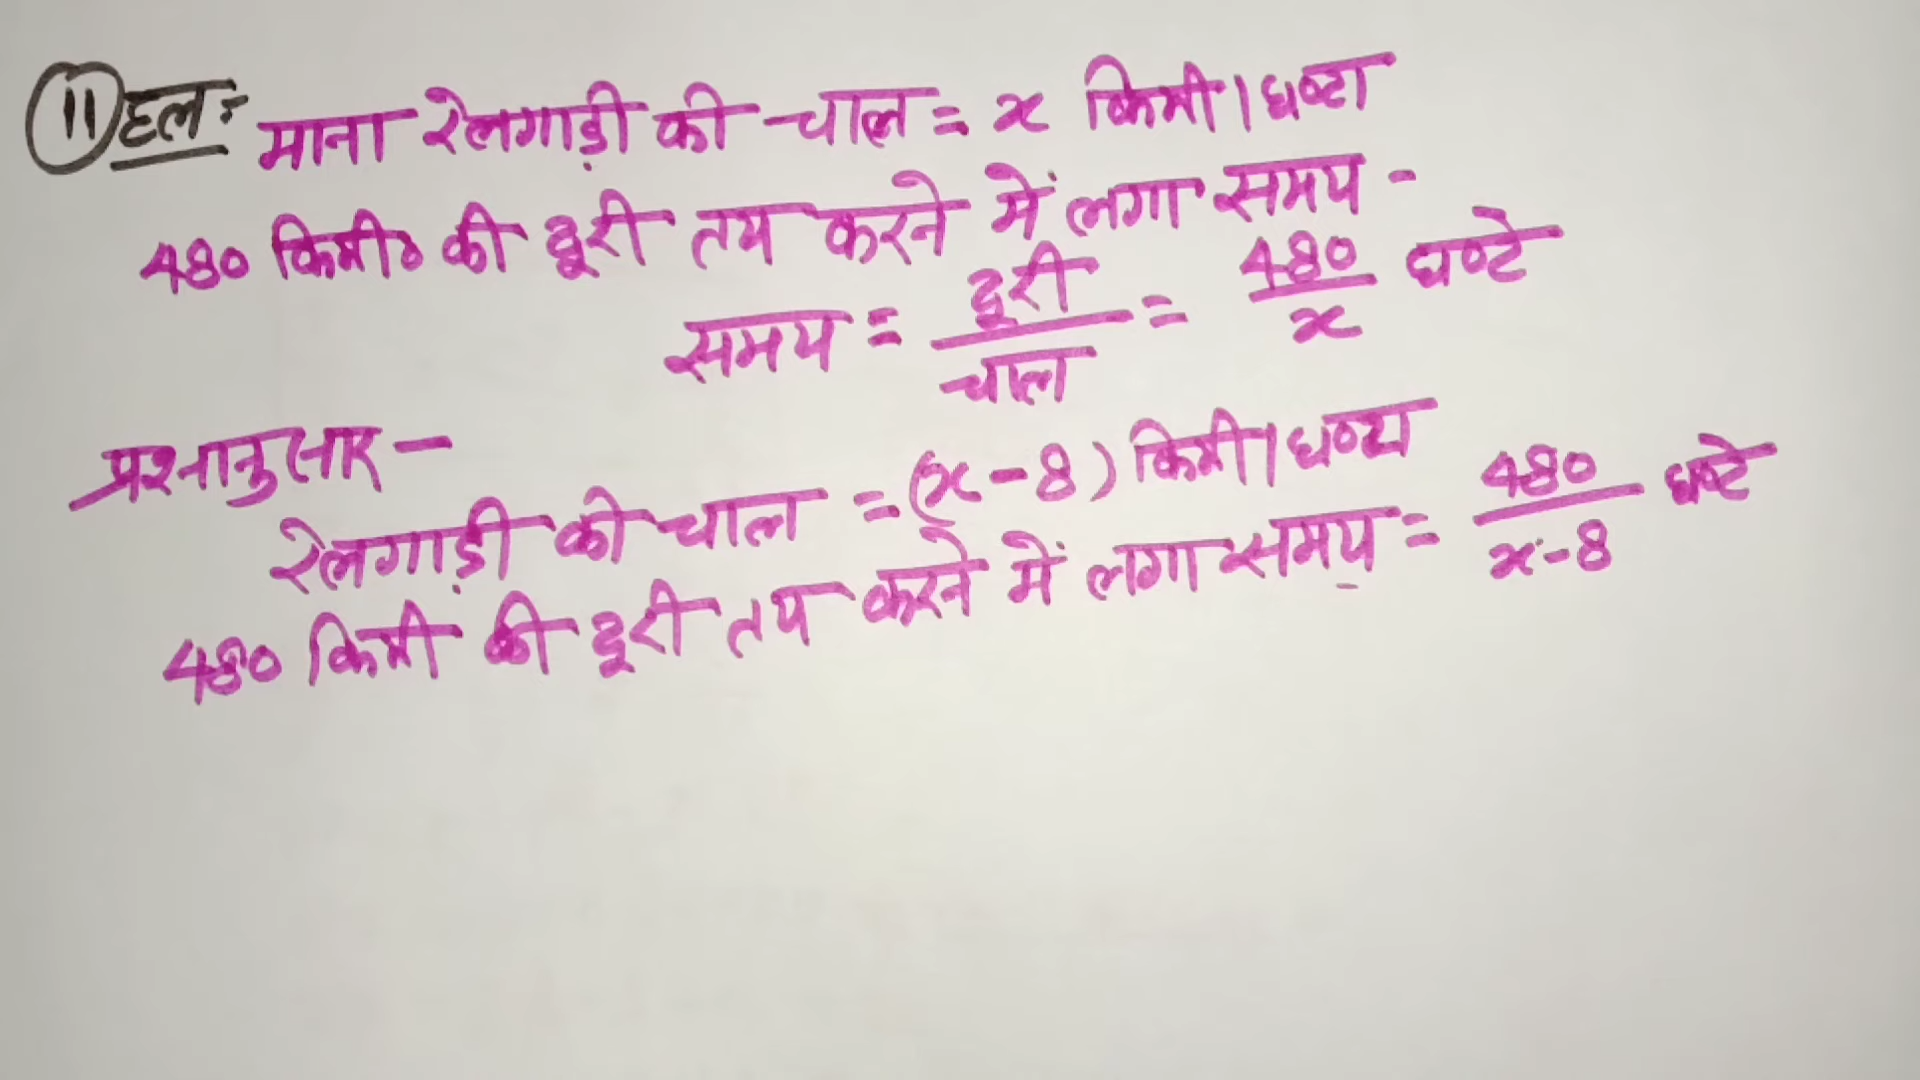 11 हल:- माना रेलगाड़ी की चाल = x किमी/घण्टा
480 किमी० की दूरी तय करने में लगा समय -
समय = दूरी/चाल = 480/x घण्टे
प्रश्नानुसार -
रेलगाड़ी की चाल = (x-8) किमी/घण्टा
480 किमी की दूरी तय करने में लगा समय = 480/x-8 घण्टे